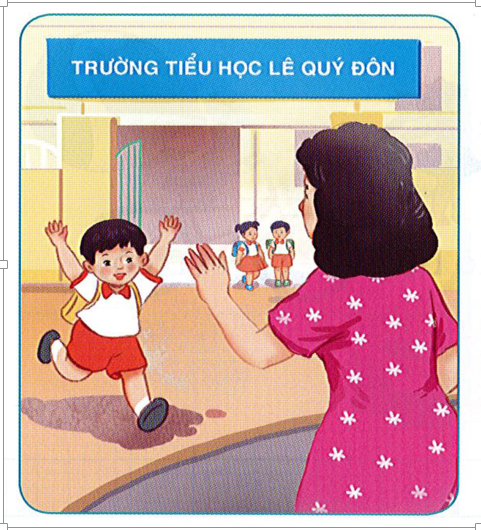 TRƯỜNG TIỂU HỌC LÊ QUÝ ĐÔN